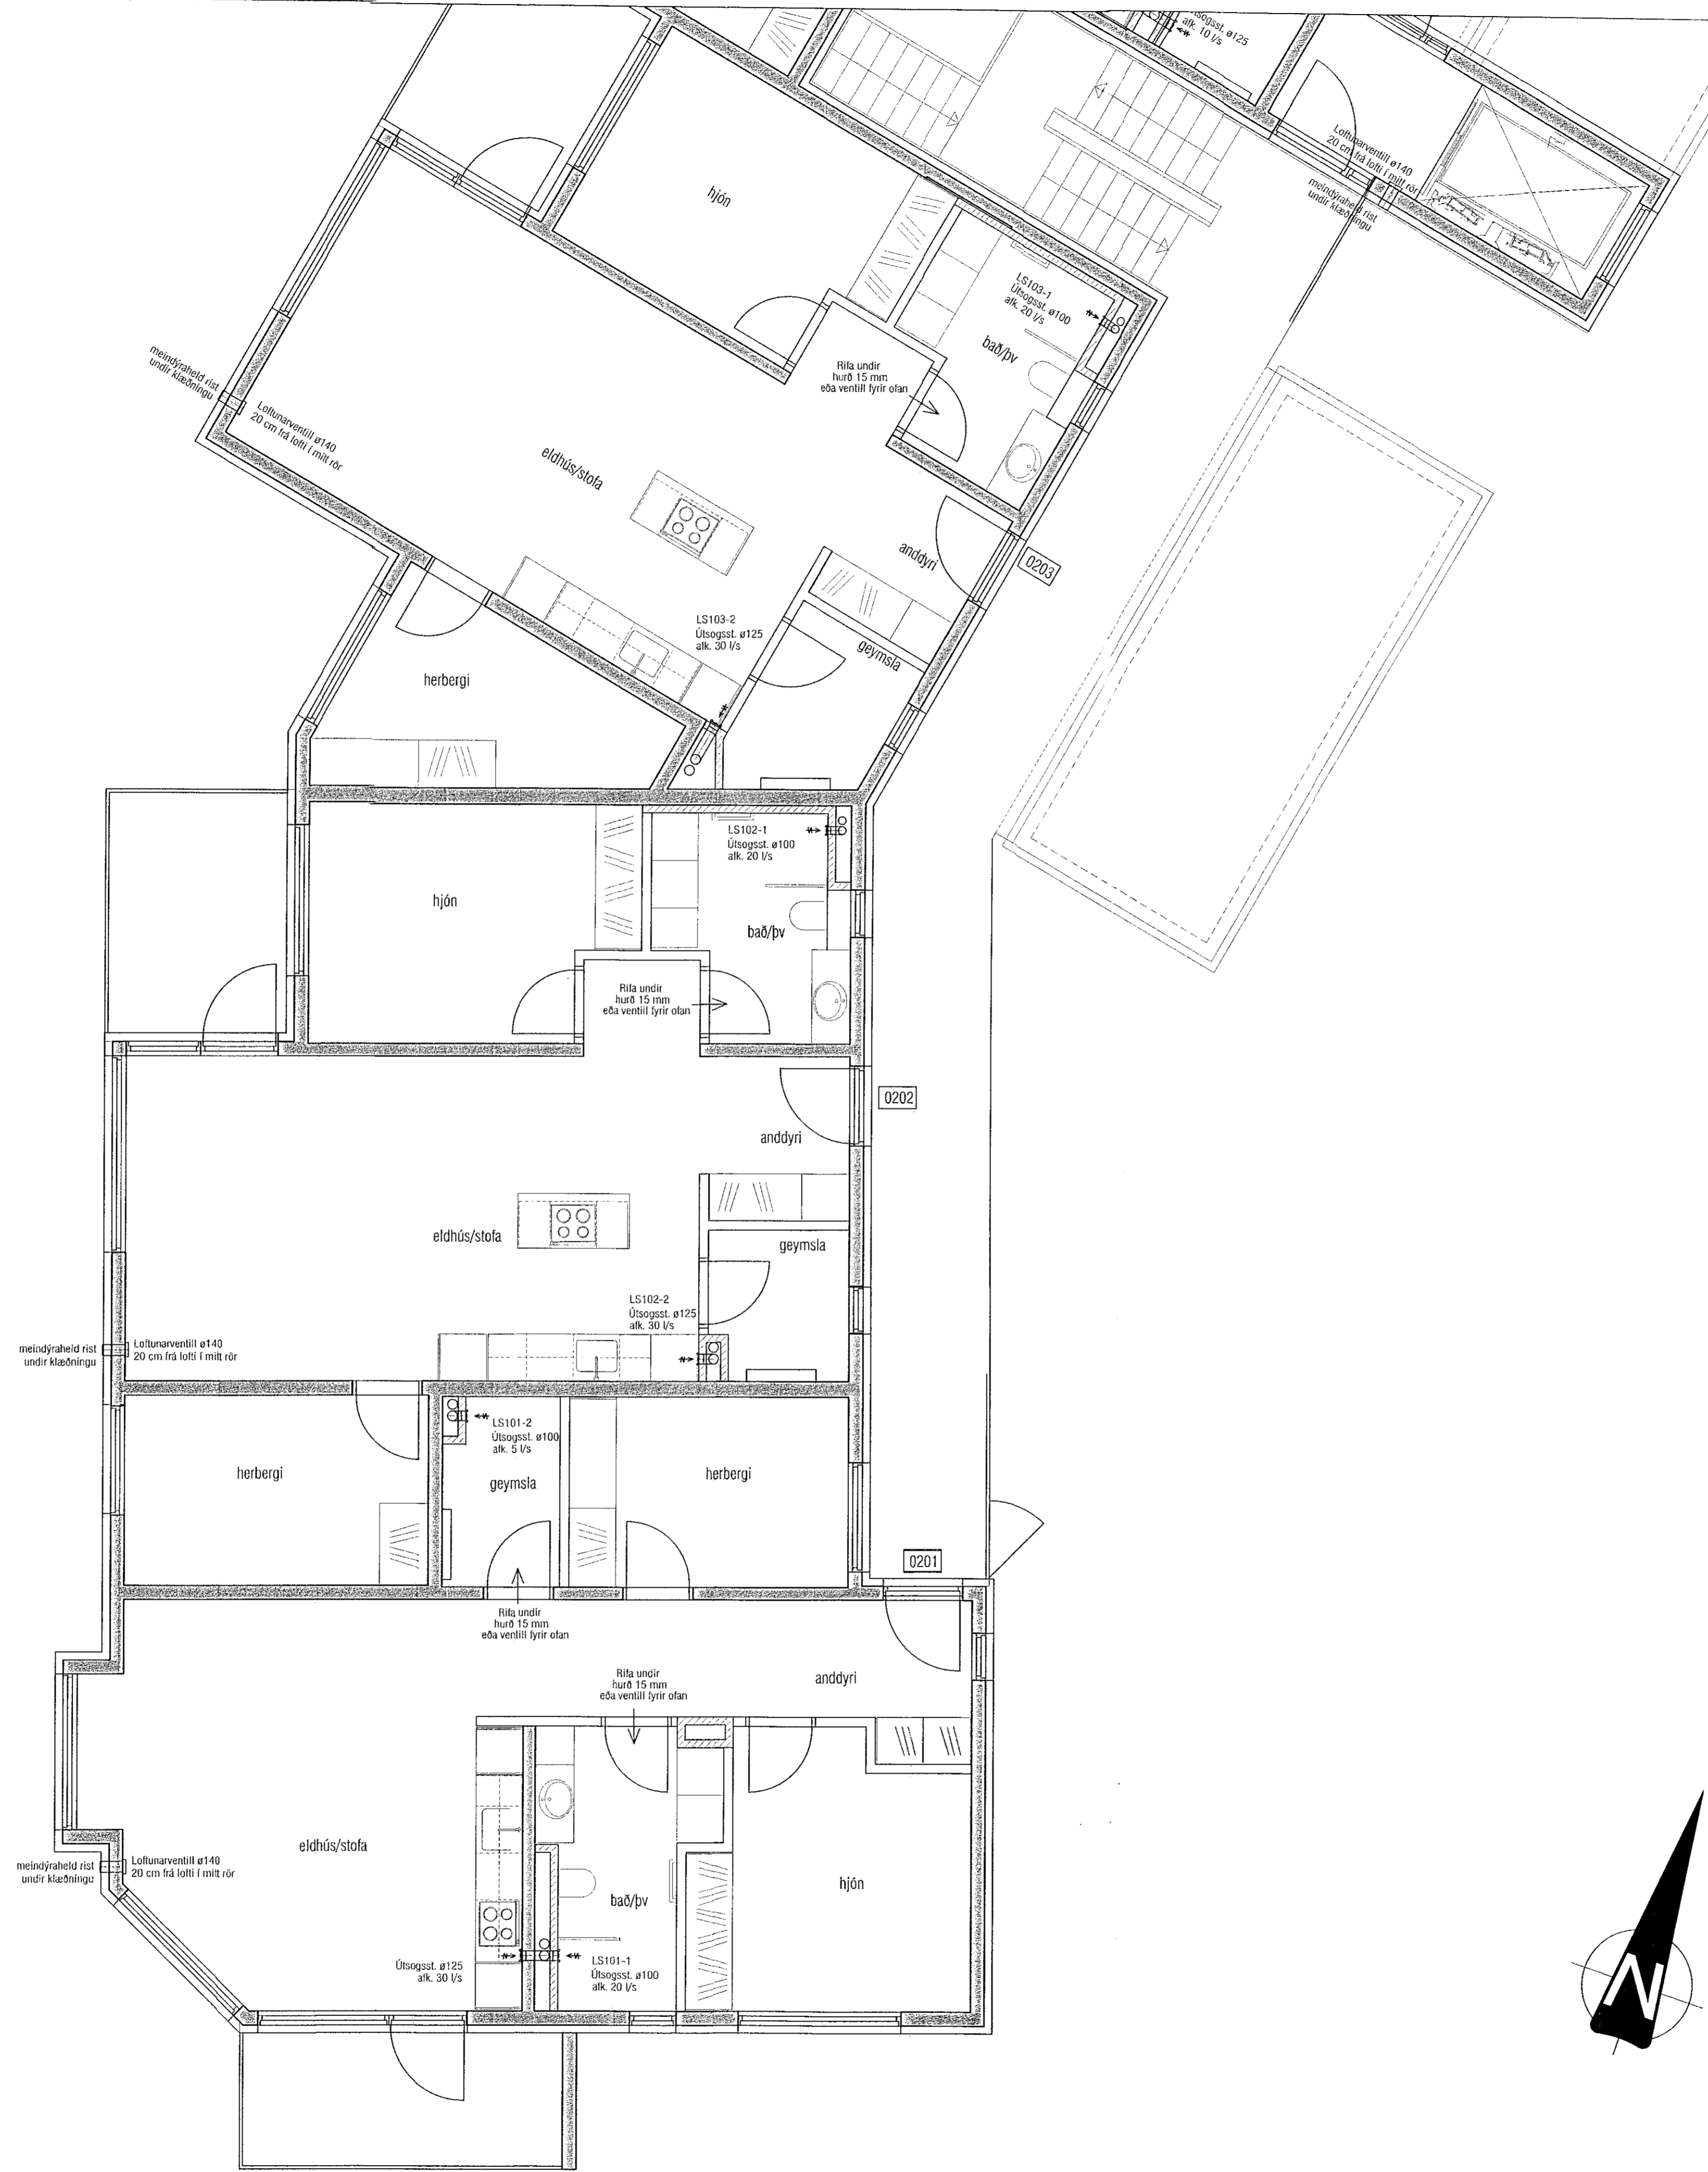 Útsogsst. ø125
afk. 10 l/s
Loftunarventill ø140
20 cm frá lofti í mitt rör
meindýraheld rist
undir klæðningu
hjón
LS103-1
Útsogsst. ø100
afk. 20 l/s
bað/þv
Rifa undir
hurð 15 mm
eða ventill fyrir ofan
meindýraheld rist
undir klæðningu
Loftunarventill ø140
20 cm frá lofti í mitt rör
eldhús/stofa
anddyri
0203
LS103-2
Útsogsst. ø125
afk. 30 l/s
geymsla
herbergi
LS102-1
Útsogsst. ø100
afk. 20 l/s
hjón
bað/þv
Rifa undir
hurð 15 mm
eða ventill fyrir ofan
0202
anddyri
eldhús/stofa
geymsla
LS102-2
Útsogsst. ø125
afk. 30 l/s
meindýraheld rist
undir klæðningu
Loftunarventill ø140
20 cm frá lofti í mitt rör
LS101-2
Útsogsst. ø100
afk. 5 l/s
herbergi
geymsla
herbergi
0201
Rifa undir
hurð 15 mm
eða ventill fyrir ofan
Rifa undir
hurð 15 mm
eða ventill fyrir ofan
anddyri
eldhús/stofa
meindýraheld rist
undir klæðningu
Loftunarventill ø140
20 cm frá lofti í mitt rör
hjón
bað/þv
Útsogsst. ø125
afk. 30 l/s
LS101-1
Útsogsst. ø100
afk. 20 l/s
N